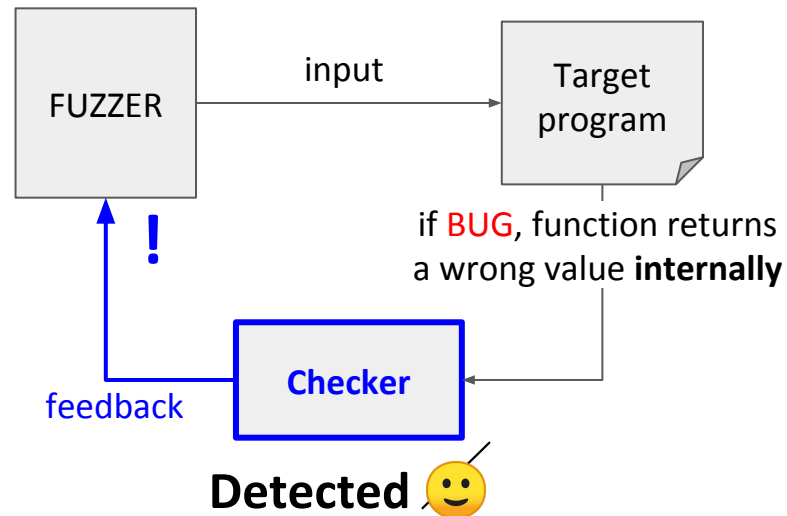 FUZZER
input
Target
program
if BUG, function returns
a wrong value internally
!
Checker
feedback
Detected 🙂